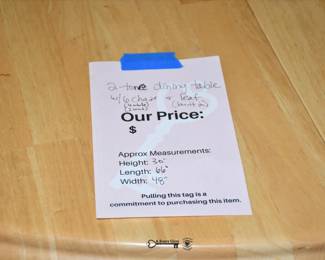 2-tone dining table
w/ 6 chairs & leaf
Our Price:
$
Approx Measurements:
Height: 30"
Length: 66"
Width: 48"
Pulling this tag is a
commitment to purchasing this item.